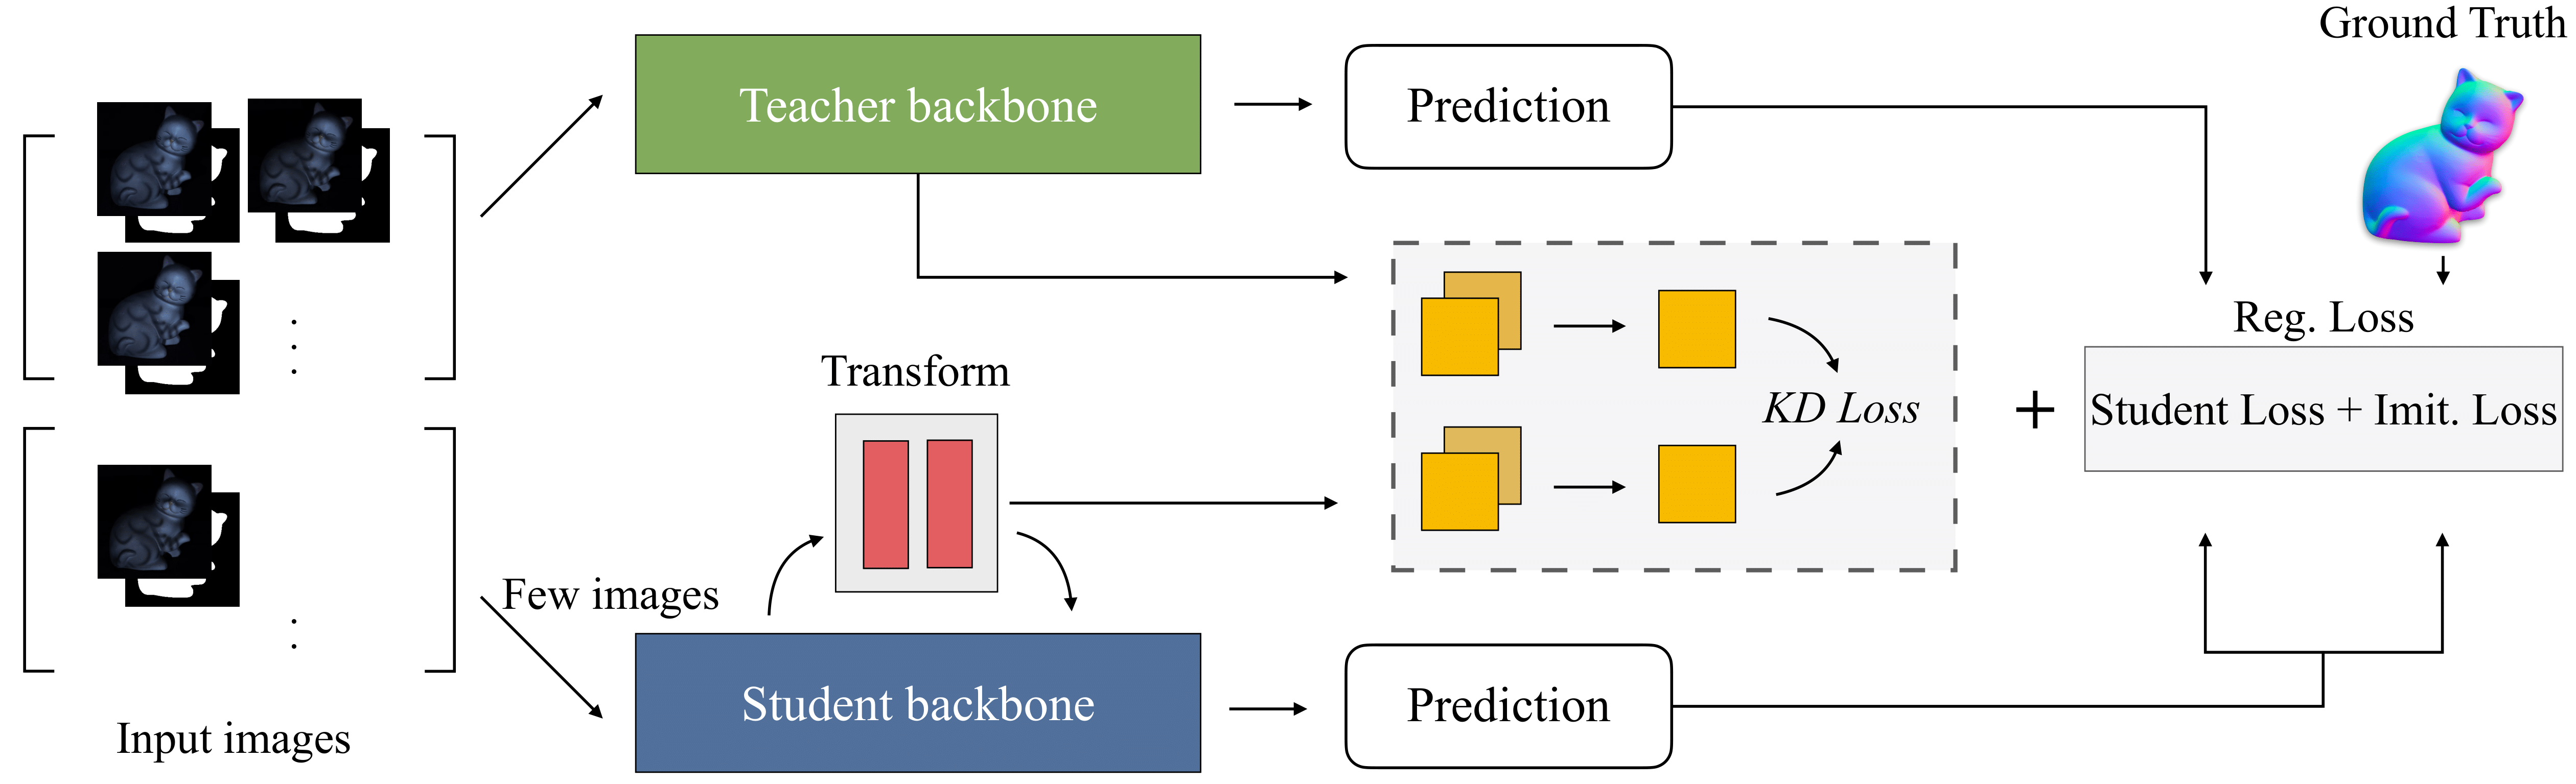 Ground Truth
Teacher backbone
Prediction
Reg. Loss
Transform
KD Loss
+
Student Loss + Imit. Loss
Few images
Student backbone
Prediction
Input images